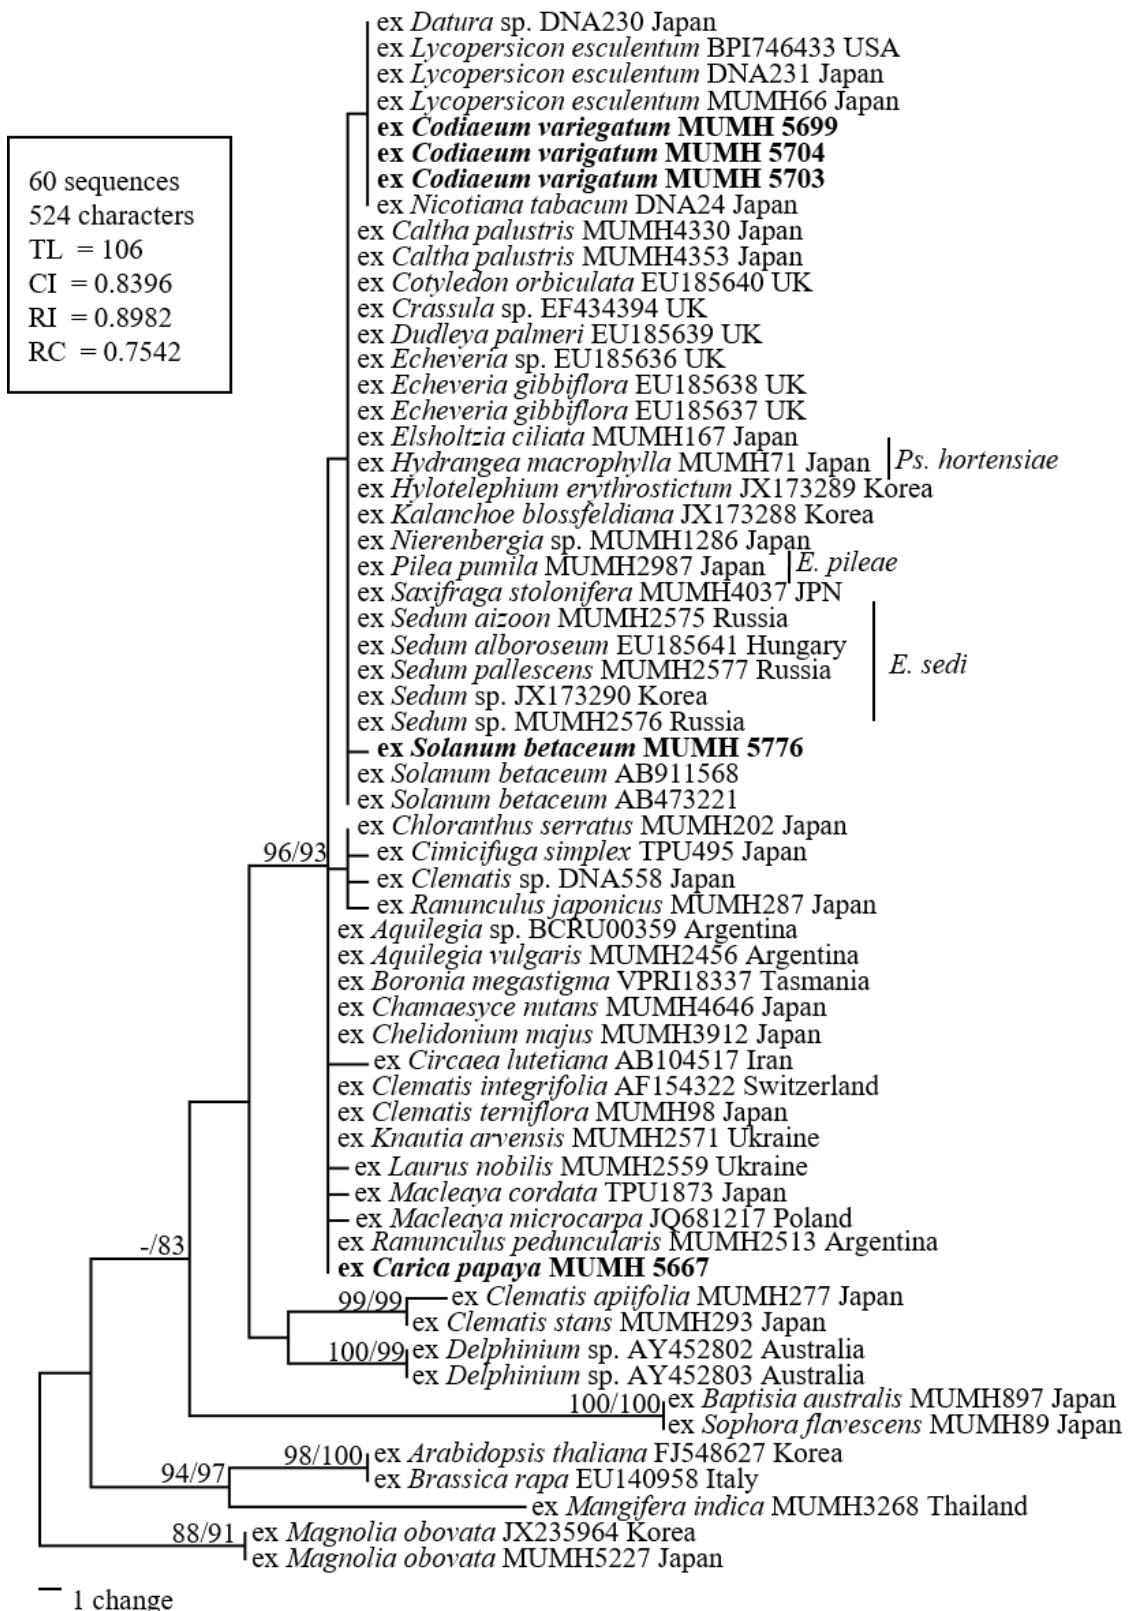 ex Datura sp. DNA230 Japan
ex Lycopersicon esculentum BPI746433 USA
ex Lycopersicon esculentum DNA231 Japan
ex Lycopersicon esculentum MUMH66 Japan
ex Codiaeum variegatum MUMH 5699
ex Codiaeum varigatum MUMH 5704
ex Codiaeum varigatum MUMH 5703
ex Nicotiana tabacum DNA24 Japan
60 sequences
524 characters
TL = 106
CI = 0.8396
RI = 0.8982
RC = 0.7542
ex Caltha palustris MUMH4330 Japan
ex Caltha palustris MUMH4353 Japan
ex Cotyledon orbiculata EU185640 UK
ex Crassula sp. EF434394 UK
ex Dudleya palmeri EU185639 UK
ex Echeveria sp. EU185636 UK
ex Echeveria gibbiflora EU185638 UK
ex Echeveria gibbiflora EU185637 UK
ex Elsholtzia ciliata MUMH167 Japan
ex Hydrangea macrophylla MUMH71 Japan Ps. hortensiae
ex Hylotelephium erythrostictum JX173289 Korea
ex Kalanchoe blossfeldiana JX173288 Korea
ex Nierenbergia sp. MUMH1286 Japan
ex Pilea pumila MUMH2987 Japan E. pileae
ex Saxifraga stolonifera MUMH4037 JPN
ex Sedum aizoon MUMH2575 Russia
ex Sedum alboroseum EU185641 Hungary
ex Sedum pallescens MUMH2577 Russia E. sedi
ex Sedum sp. JX173290 Korea
ex Sedum sp. MUMH2576 Russia
ex Solanum betaceum MUMH 5776
ex Solanum betaceum AB911568
ex Solanum betaceum AB473221
ex Chloranthus serratus MUMH202 Japan
96/93 ex Cimicifuga simplex TPU495 Japan
ex Clematis sp. DNA558 Japan
ex Ranunculus japonicus MUMH287 Japan
ex Aquilegia sp. BCRU00359 Argentina
ex Aquilegia vulgaris MUMH2456 Argentina
ex Boronia megastigma VPRI18337 Tasmania
ex Chamaesyce nutans MUMH4646 Japan
ex Chelidonium majus MUMH3912 Japan
ex Circaea lutetiana AB104517 Iran
ex Clematis integrifolia AF154322 Switzerland
ex Clematis terniflora MUMH98 Japan
ex Knautia arvensis MUMH2571 Ukraine
ex Laurus nobilis MUMH2559 Ukraine
ex Macleaya cordata TPU1873 Japan
ex Macleaya microcarpa JQ681217 Poland
-/83 ex Ranunculus peduncularis MUMH2513 Argentina
ex Carica papaya MUMH 5667
99/99 ex Clematis apiifolia MUMH277 Japan
ex Clematis stans MUMH293 Japan
100/99 ex Delphinium sp. AY452802 Australia
ex Delphinium sp. AY452803 Australia
100/100 ex Baptisia australis MUMH897 Japan
ex Sophora flavescens MUMH89 Japan
98/100 ex Arabidopsis thaliana FJ548627 Korea
94/97 ex Brassica rapa EU140958 Italy
ex Mangifera indica MUMH3268 Thailand
88/91 ex Magnolia obovata JX235964 Korea
ex Magnolia obovata MUMH5227 Japan
1 change